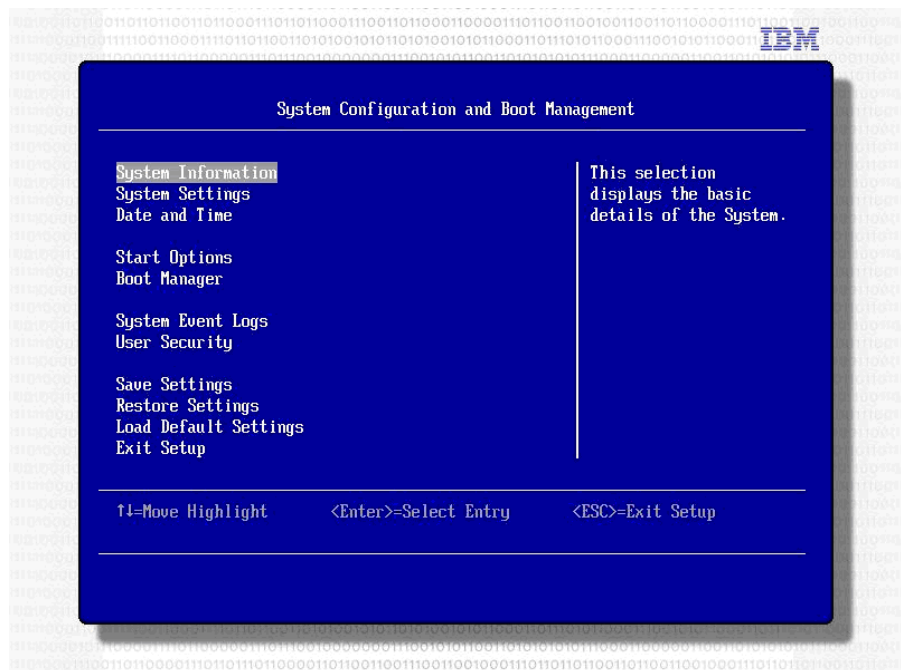 IBM
System Configuration and Boot Management
System Information
System Settings
Date and Time
Start Options
Boot Manager
System Event Logs
User Security
Save Settings
Restore Settings
Load Default Settings
Exit Setup
This selection
displays the basic
details of the System.
↑↓=Move Highlight <Enter>=Select Entry <ESC>=Exit Setup